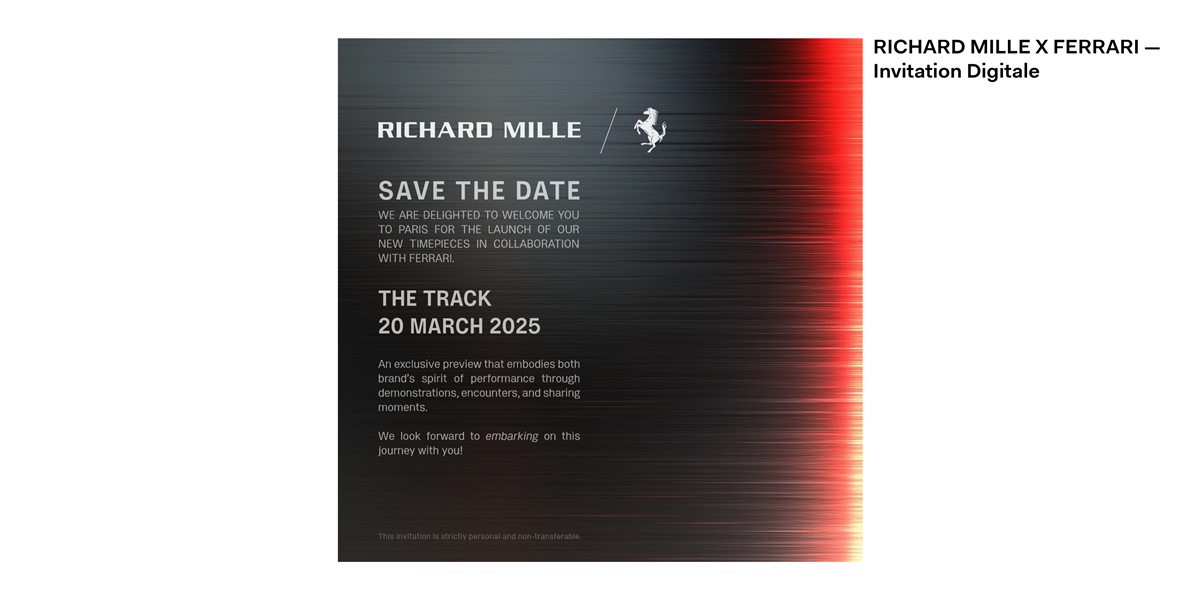 RICHARD MILLE X FERRARI —
Invitation Digitale
RICHARD MILLE
SAVE THE DATE
WE ARE DELIGHTED TO WELCOME YOU
TO PARIS FOR THE LAUNCH OF OUR
NEW TIMEPIECES IN COLLABORATION
WITH FERRARI.
THE TRACK
20 MARCH 2025
An exclusive preview that embodies both
brand's spirit of performance through
demonstrations, encounters, and sharing
moments.
We look forward to embarking on this
journey with you!
This invitation is strictly personal and non-transferable.